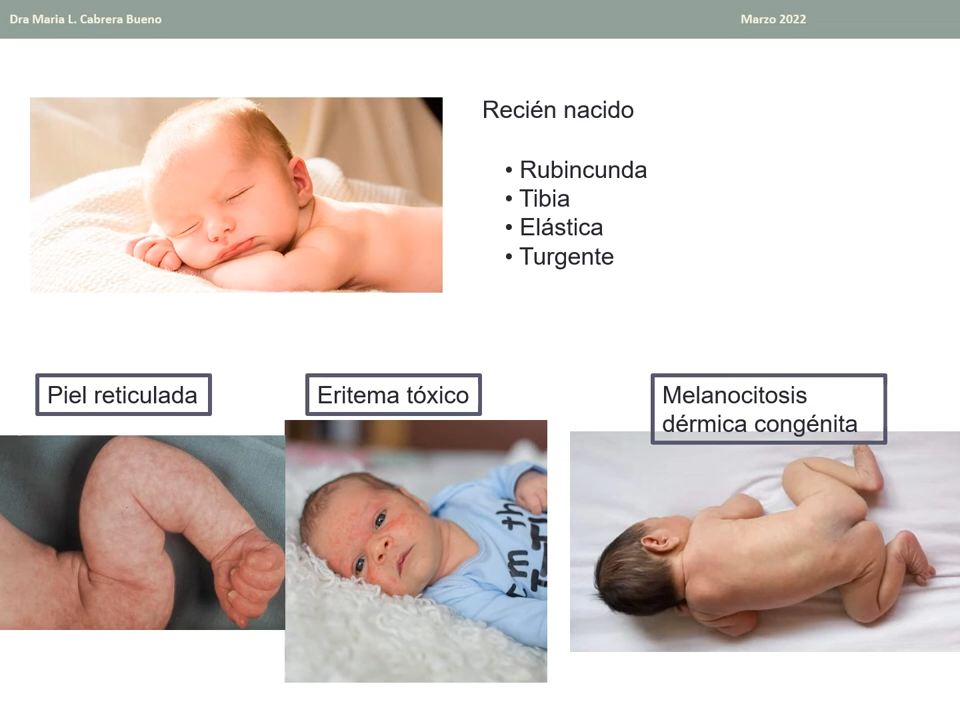 Dra Maria L. Cabrera Bueno
Marzo 2022
Recién nacido
• Rubincunda
• Tibia
• Elástica
• Turgente
Piel reticulada
Eritema tóxico
Melanocitosis
dérmica congénita